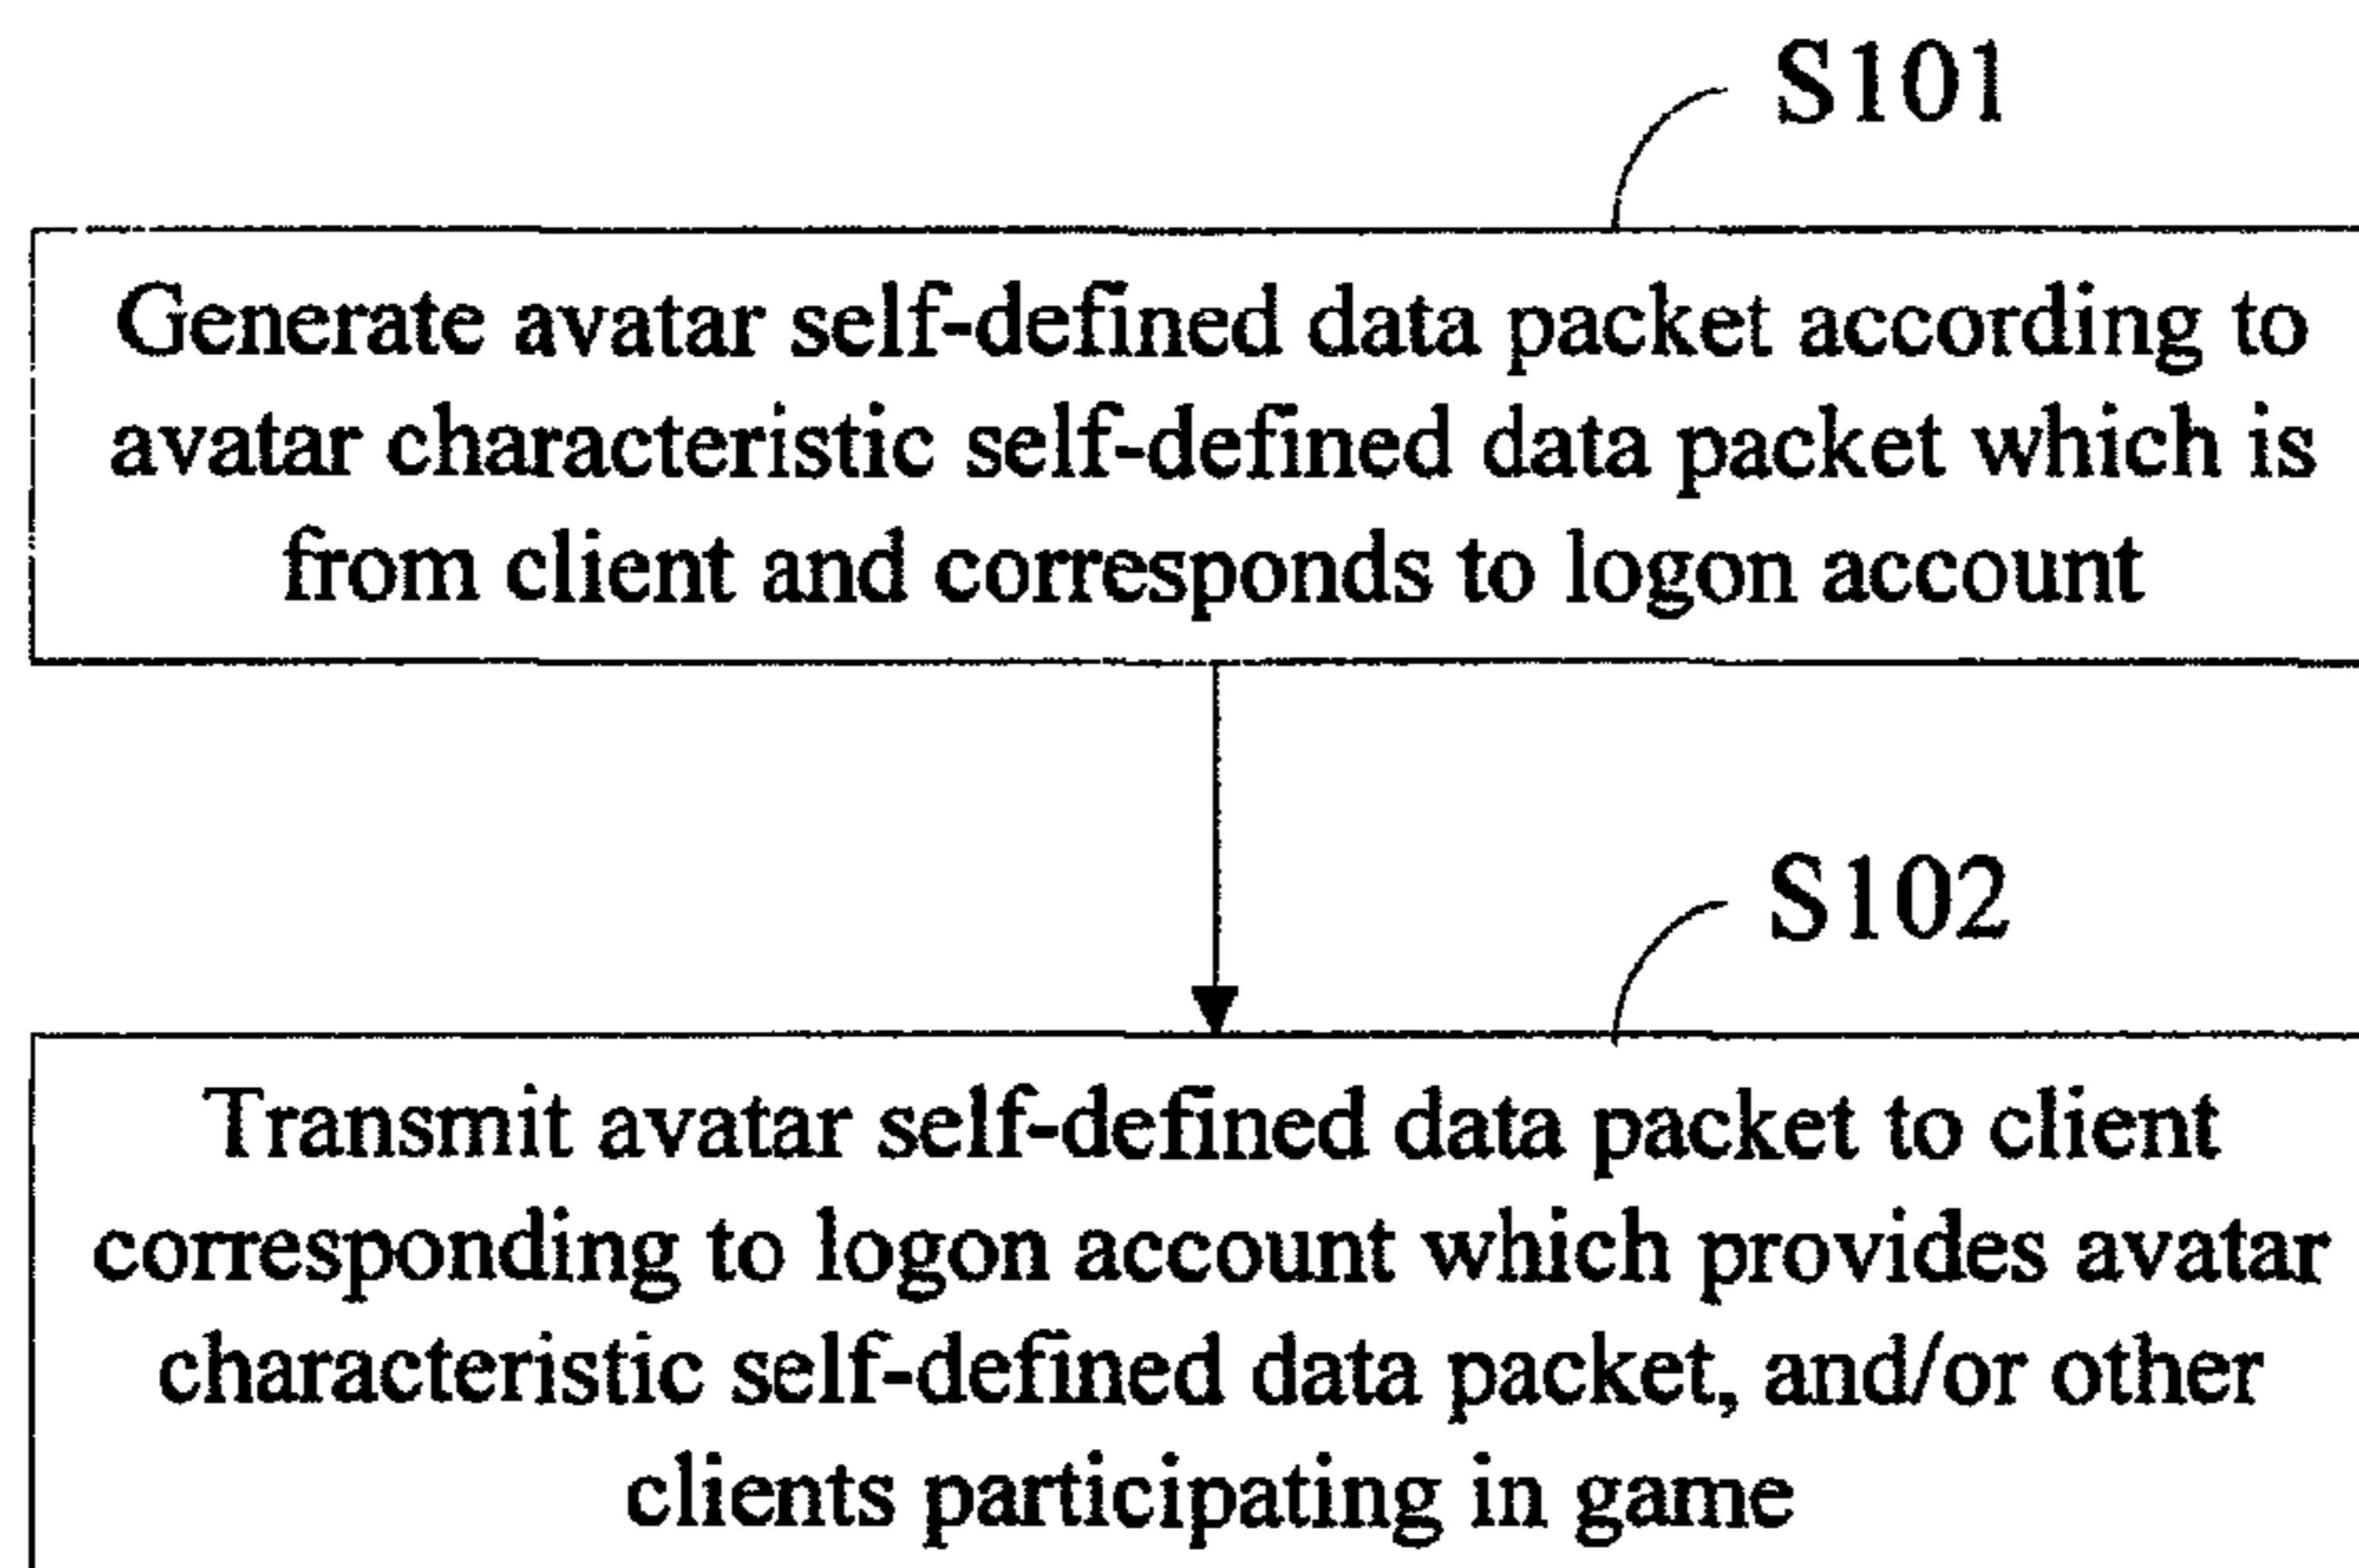 S101
Generate avatar self-defined data packet according to
avatar characteristic self-defined data packet which is
from client and corresponds to logon account
S102
Transmit avatar self-defined data packet to client
corresponding to logon account which provides avatar
characteristic self-defined data packet, and/or other
clients participating in game